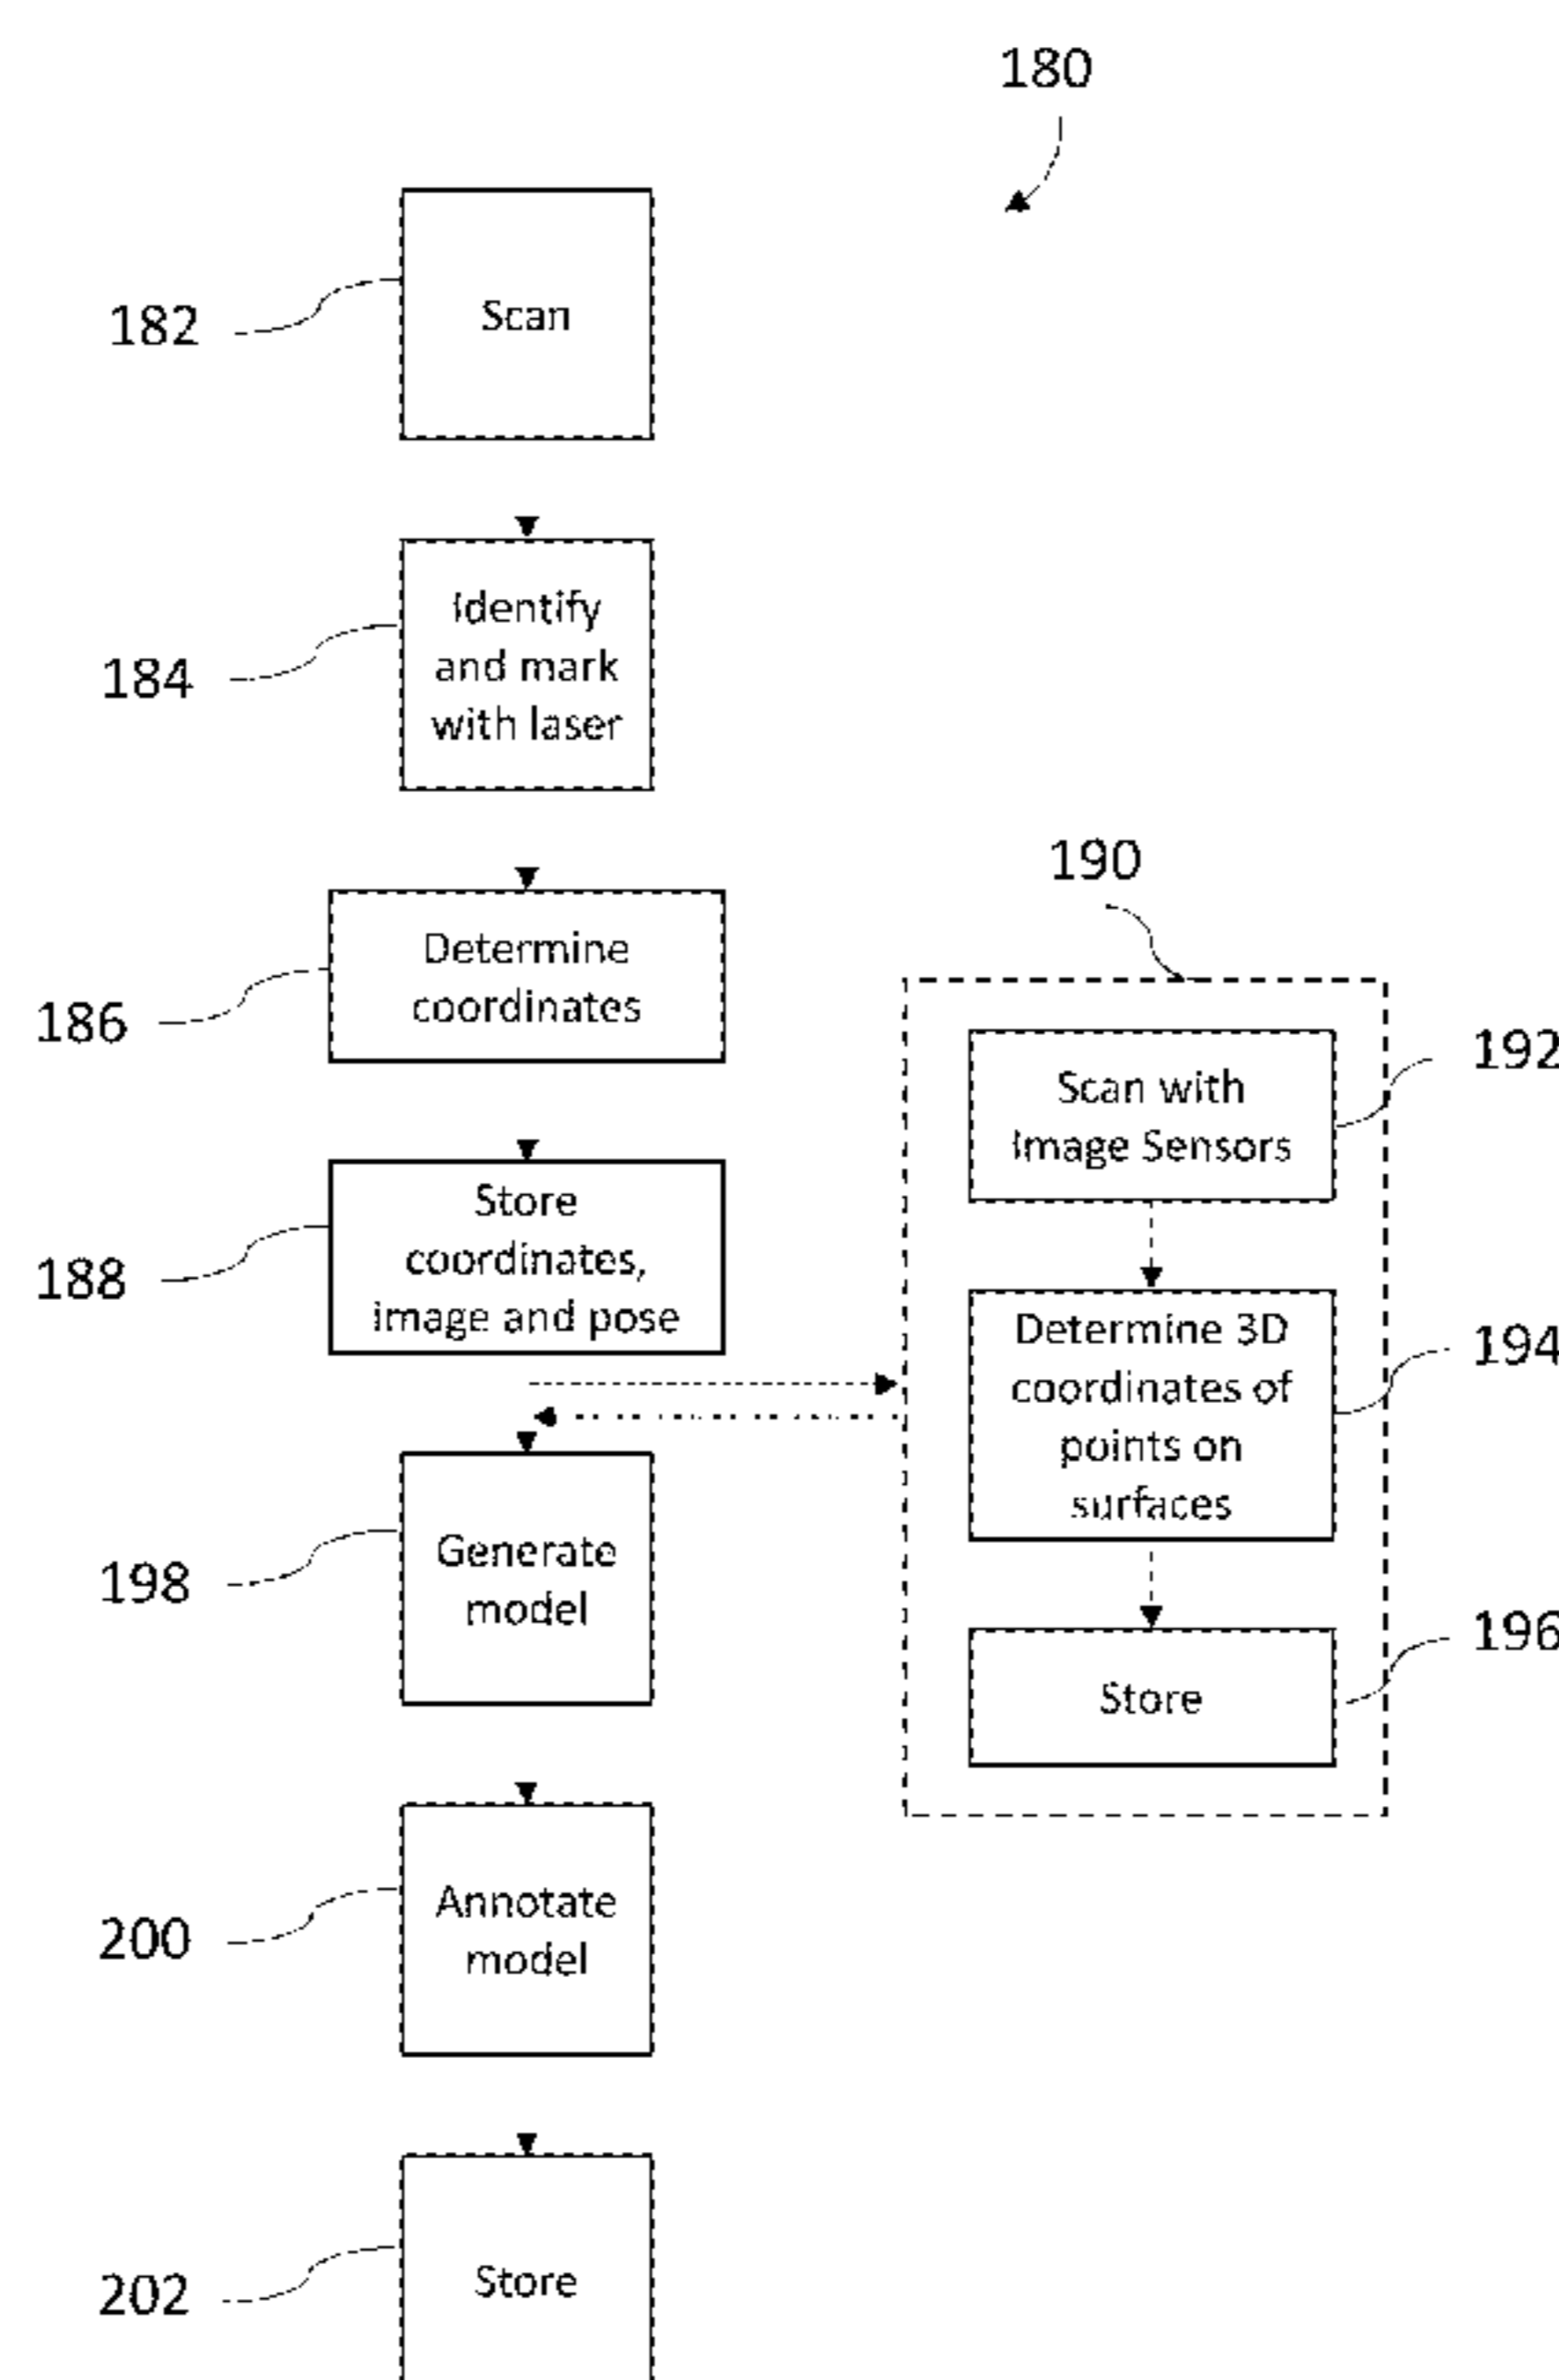 180
Scan
182
Identify
and mark
with laser
184
190
Determine
coordinates
186
Scan with
Image Sensors
192
Store
coordinates,
image and pose
188
Determine 3D
coordinates of
points on
surfaces
194
Generate
model
198
Store
196
Annotate
model
200
Store
202